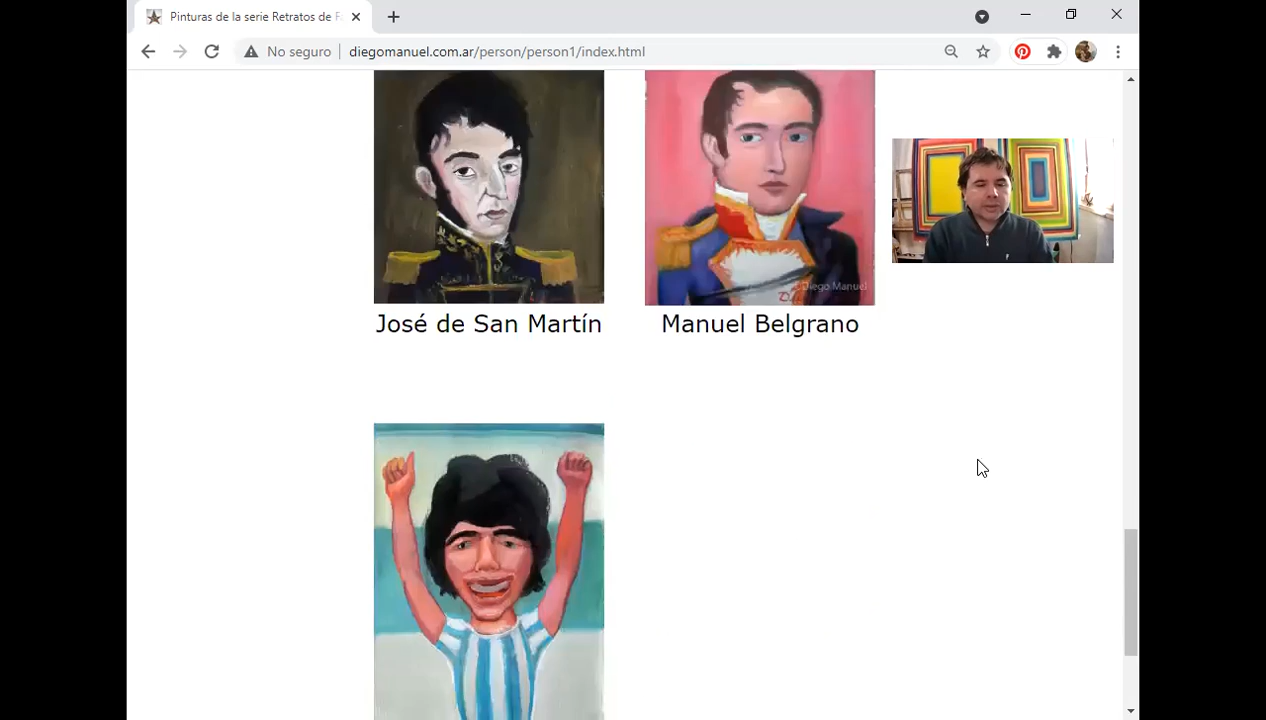 Pinturas de la serie Retratos de F
No seguro
diegomanuel.com.ar/person/person1/index.html
©Diego Manuel
José de San Martín
Manuel Belgrano